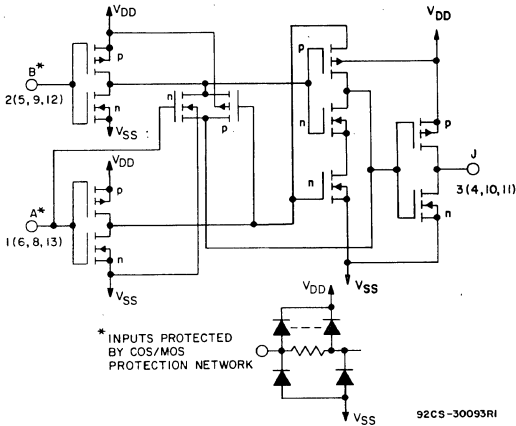 VDD
p
B*
2(5,9,12)
n
VSS
VDD
p
A*
1(6,8,13)
n
VSS
n
p
p
n
n
VSS
VDD
p
J
3(4,10,11)
n
* INPUTS PROTECTED
BY COS/MOS
PROTECTION NETWORK
VDD
VSS
92CS-30093R1